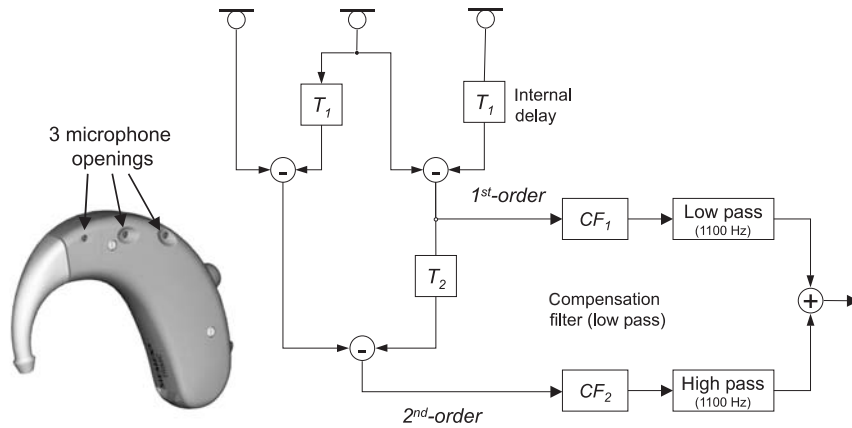 3 microphone
openings
T1
T1
Internal
delay
-
-
1st-order
CF1
Low pass
(1100 Hz)
T2
Compensation
filter (low pass)
+
-
2nd-order
CF2
High pass
(1100 Hz)